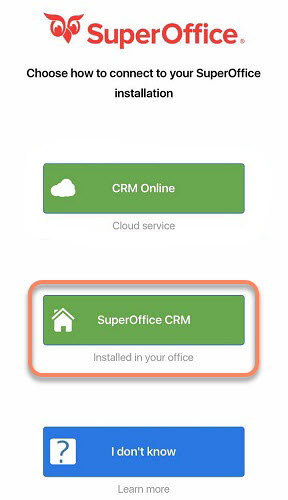 SuperOffice®
Choose how to connect to your SuperOffice
installation
CRM Online
Cloud service
SuperOffice CRM
Installed in your office
?
I don't know
Learn more